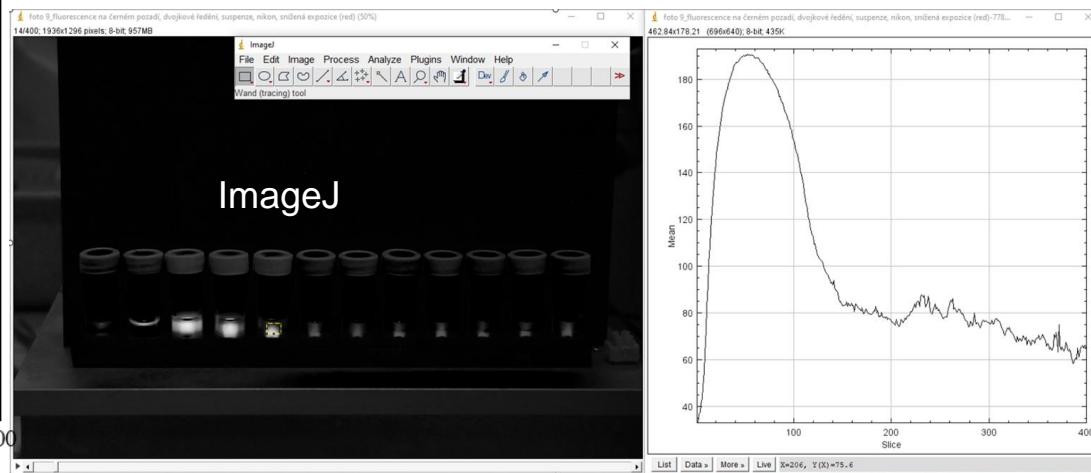 foto 9_fluorescence na černém pozadí, dvojkové ředění, suspenze, nikon, snížená expozice (red) (50%)
14/400; 1936x1296 pixels; 8-bit; 957MB
ImageJ
File Edit Image Process Analyze Plugins Window Help
A
Dev
Wand (tracing) tool
ImageJ
00
foto 9_fluorescence na černém pozadí, dvojkové ředění, suspenze, nikon, snížená expozice (red)-778...
462.84x178.21 (696x640); 8-bit; 435K
180
160
140
120
100
80
60
40
Mean
100
200
300
400
Slice
List Data » More » Live X=206, Y(X)=75.6